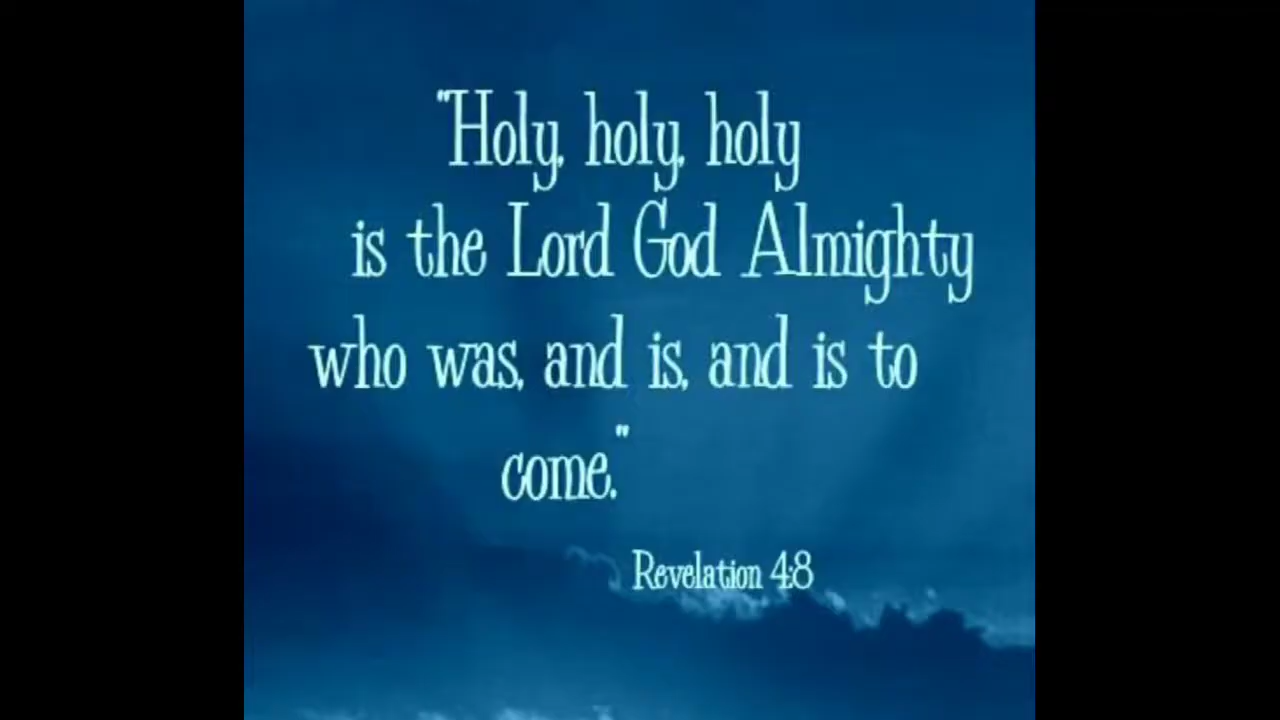 "Holy, holy, holy
is the Lord God Almighty
who was, and is, and is to
come."
Revelation 4:8